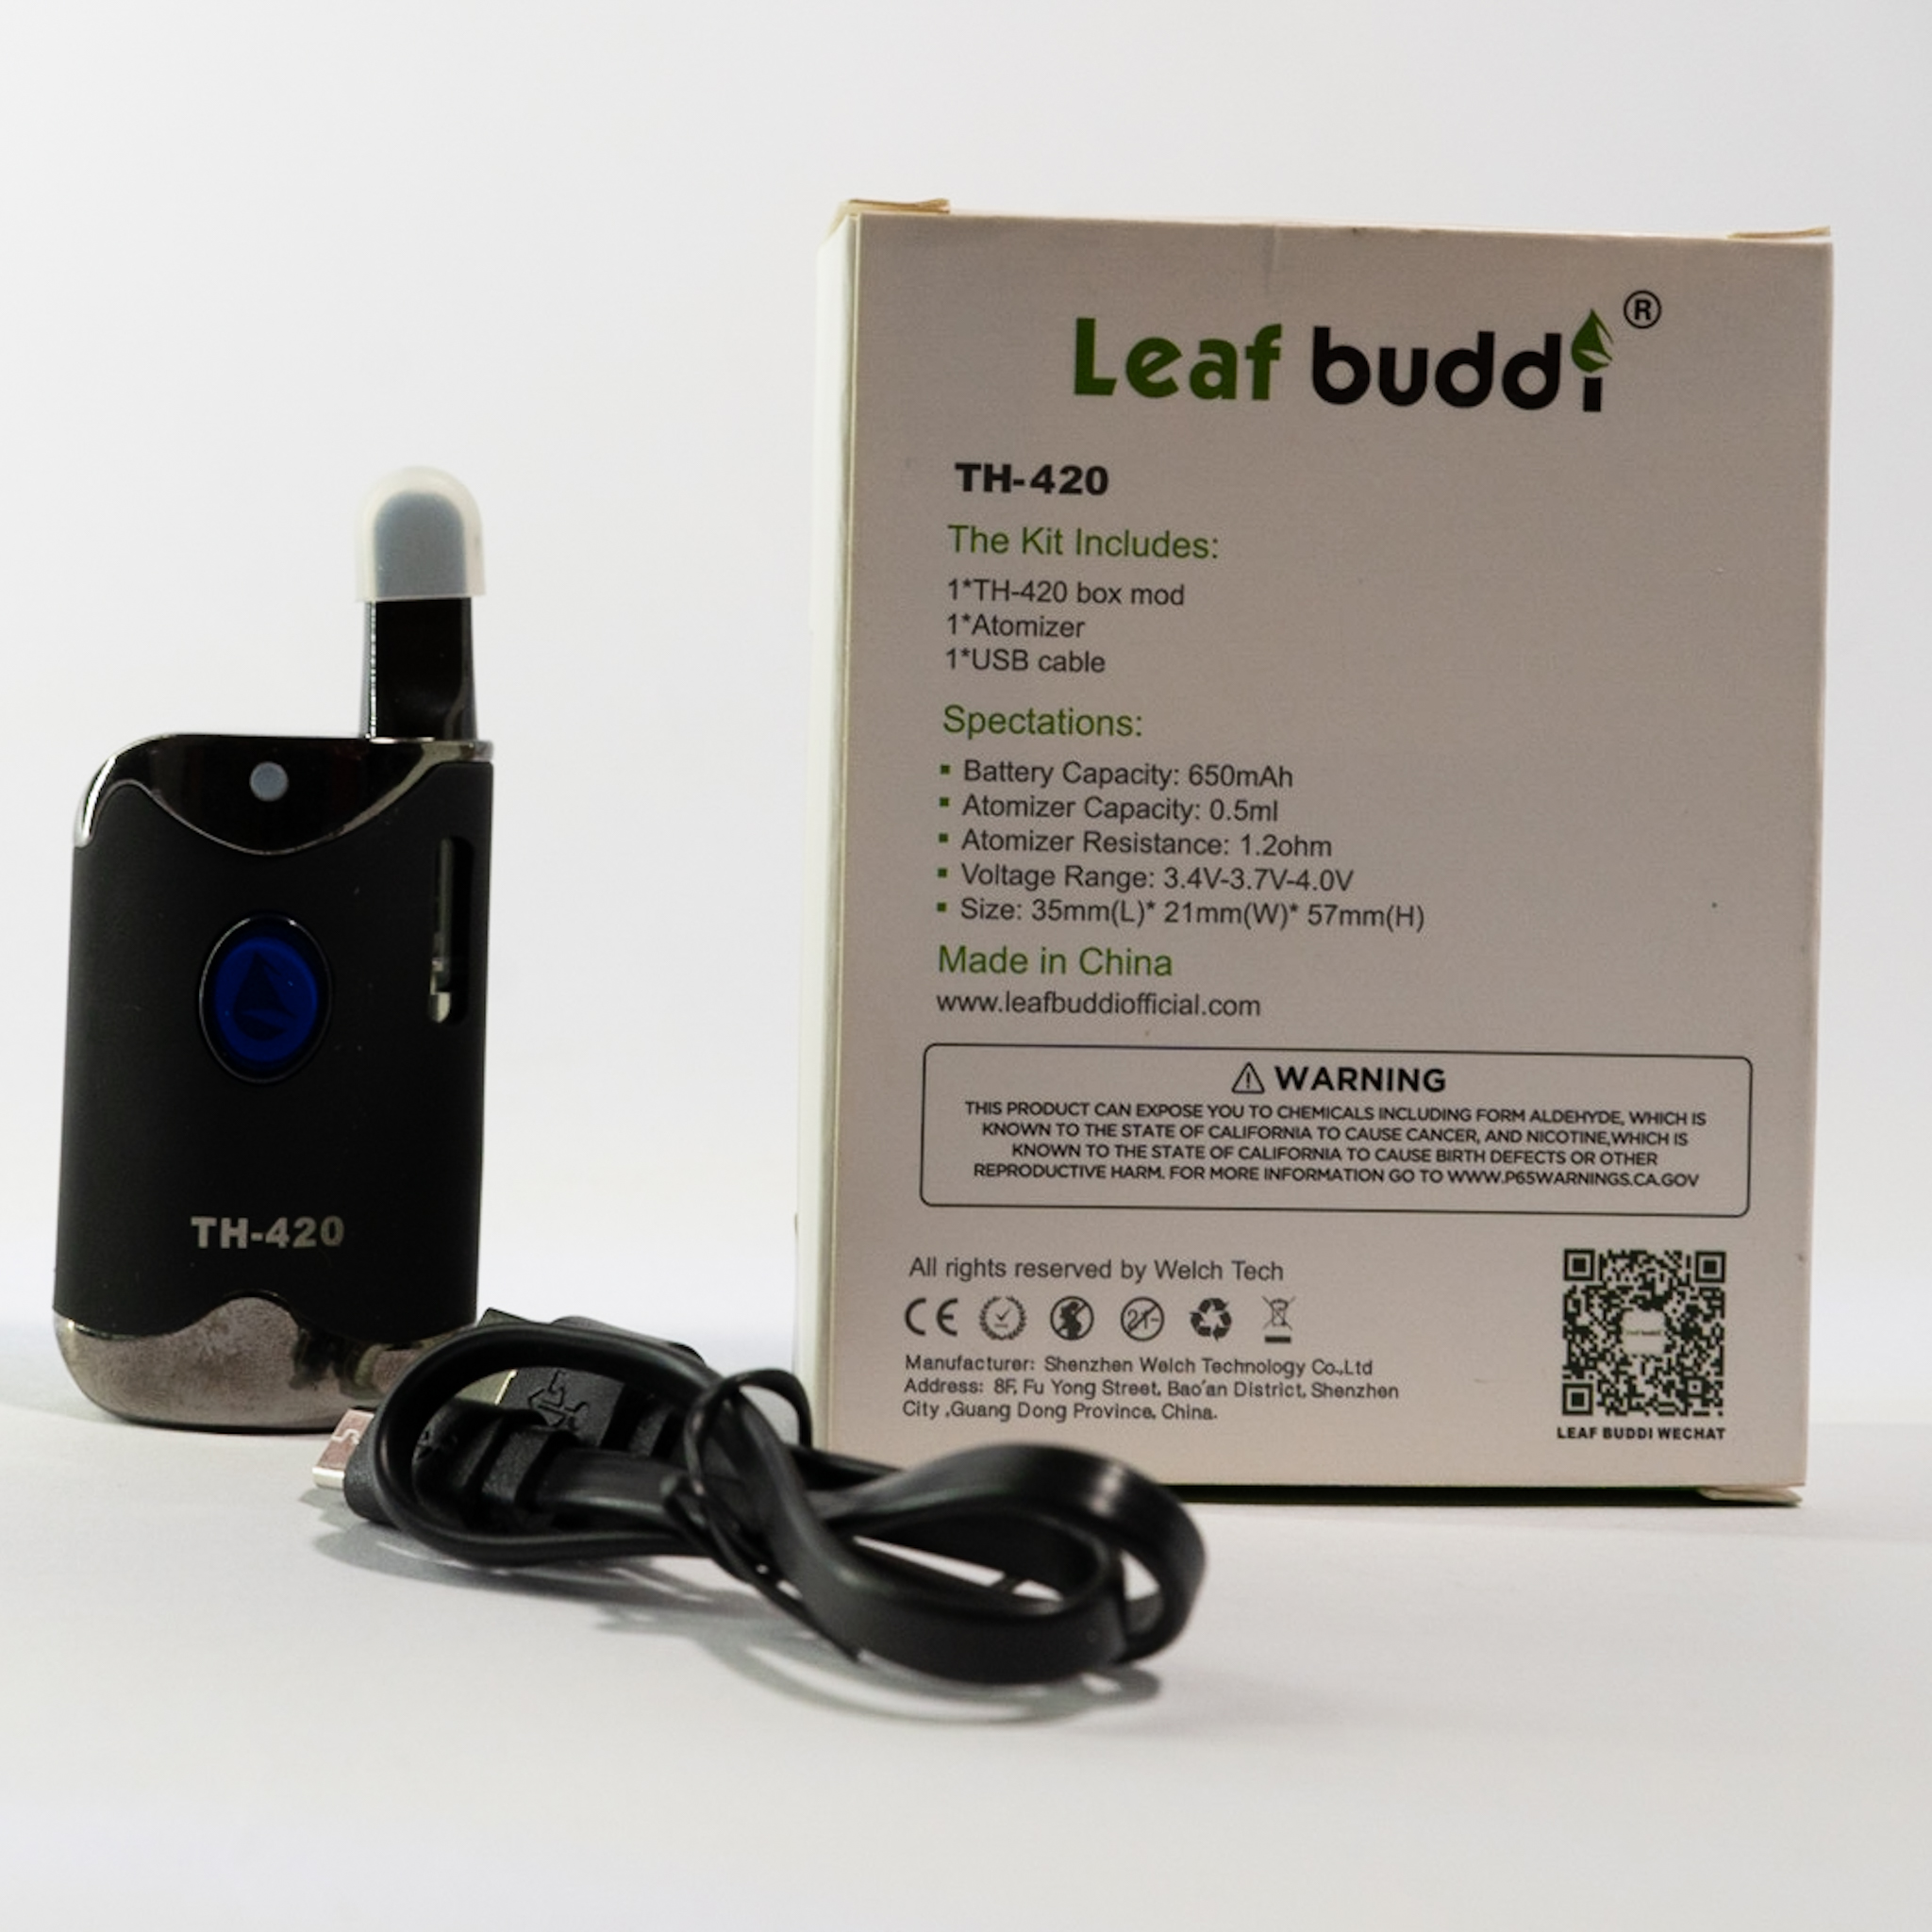 Leaf buddi®
TH-420
The Kit Includes:
1*TH-420 box mod
1*Atomizer
1*USB cable
Spectations:
▪ Battery Capacity: 650mAh
▪ Atomizer Capacity: 0.5ml
▪ Atomizer Resistance: 1.2ohm
▪ Voltage Range: 3.4V-3.7V-4.0V
▪ Size: 35mm(L)* 21mm(W)* 57mm(H)
Made in China
www.leafbuddiofficial.com
⚠ WARNING
THIS PRODUCT CAN EXPOSE YOU TO CHEMICALS INCLUDING FORM ALDEHYDE, WHICH IS
KNOWN TO THE STATE OF CALIFORNIA TO CAUSE CANCER, AND NICOTINE,WHICH IS
KNOWN TO THE STATE OF CALIFORNIA TO CAUSE BIRTH DEFECTS OR OTHER
REPRODUCTIVE HARM. FOR MORE INFORMATION GO TO WWW.P65WARNINGS.CA.GOV
All rights reserved by Welch Tech
CE
21-
Manufacturer: Shenzhen Welch Technology Co.,Ltd
Address: 8F, Fu Yong Street, Bao'an District, Shenzhen
City ,Guang Dong Province, China.
LEAF BUDDI WECHAT
TH-420